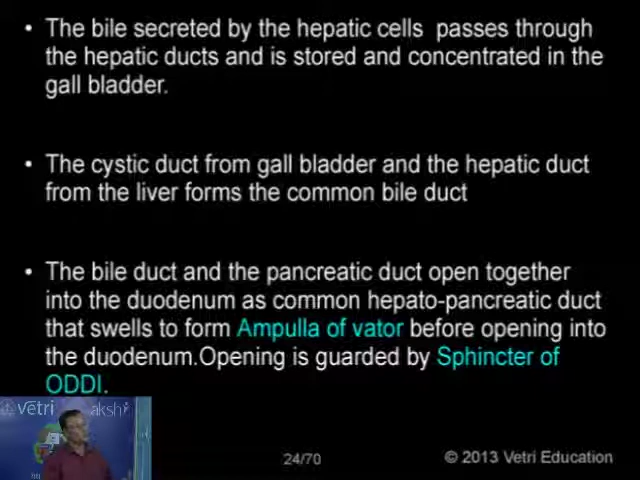 • The bile secreted by the hepatic cells passes through
the hepatic ducts and is stored and concentrated in the
gall bladder.
• The cystic duct from gall bladder and the hepatic duct
from the liver forms the common bile duct
• The bile duct and the pancreatic duct open together
into the duodenum as common hepato-pancreatic duct
that swells to form Ampulla of vator before opening into
the duodenum.Opening is guarded by Sphincter of
ODDI.
vetri
24/70
© 2013 Vetri Education